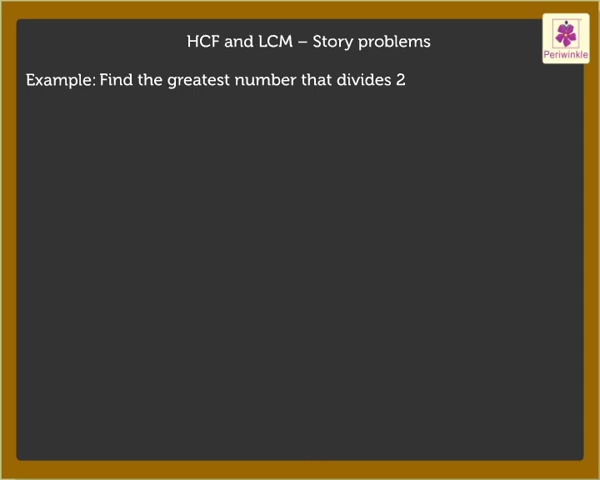 HCF and LCM – Story problems
Periwinkle
Example: Find the greatest number that divides 2